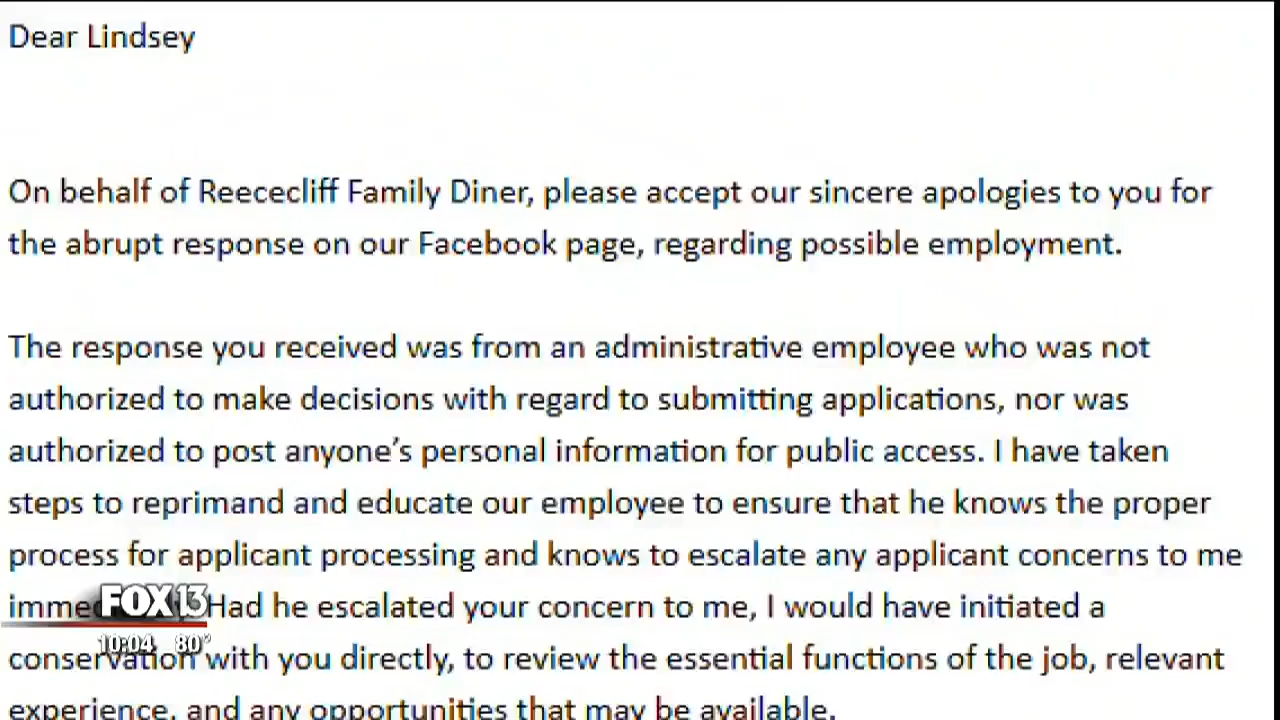 Dear Lindsey
On behalf of Reececliff Family Diner, please accept our sincere apologies to you for
the abrupt response on our Facebook page, regarding possible employment.
The response you received was from an administrative employee who was not
authorized to make decisions with regard to submitting applications, nor was
authorized to post anyone's personal information for public access. I have taken
steps to reprimand and educate our employee to ensure that he knows the proper
process for applicant processing and knows to escalate any applicant concerns to me
Had he escalated your concern to me, I would have initiated a
FOX 13
10:04 80°
conservation with you directly, to review the essential functions of the job, relevant
experience, and any opportunities that may be available.